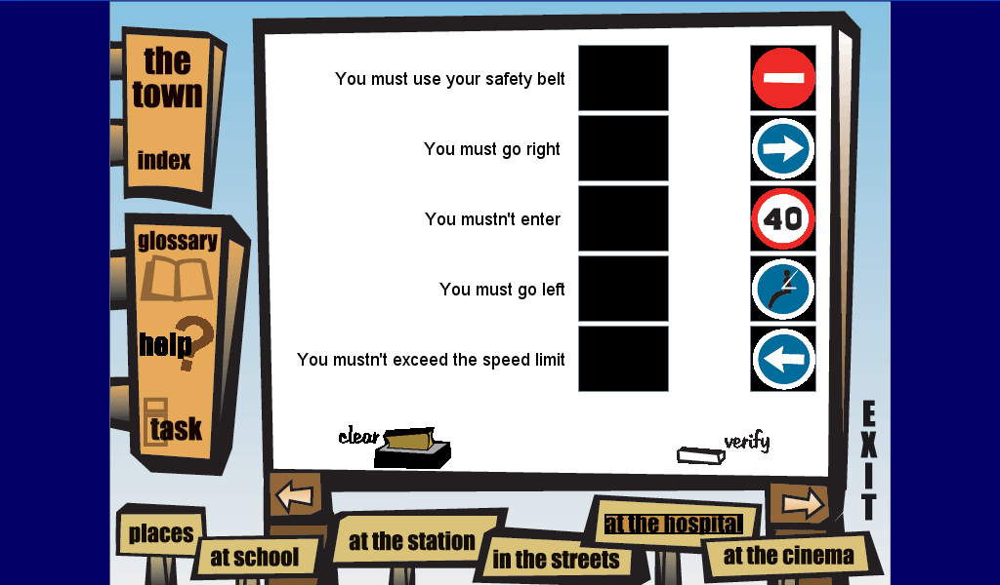 the
town
index
glossary
help
?
task
You must use your safety belt
You must go right
You mustn't enter
40
You must go left
You mustn't exceed the speed limit
clear
verify
EXIT
places
at school
at the station
in the streets
at the hospital
at the cinema